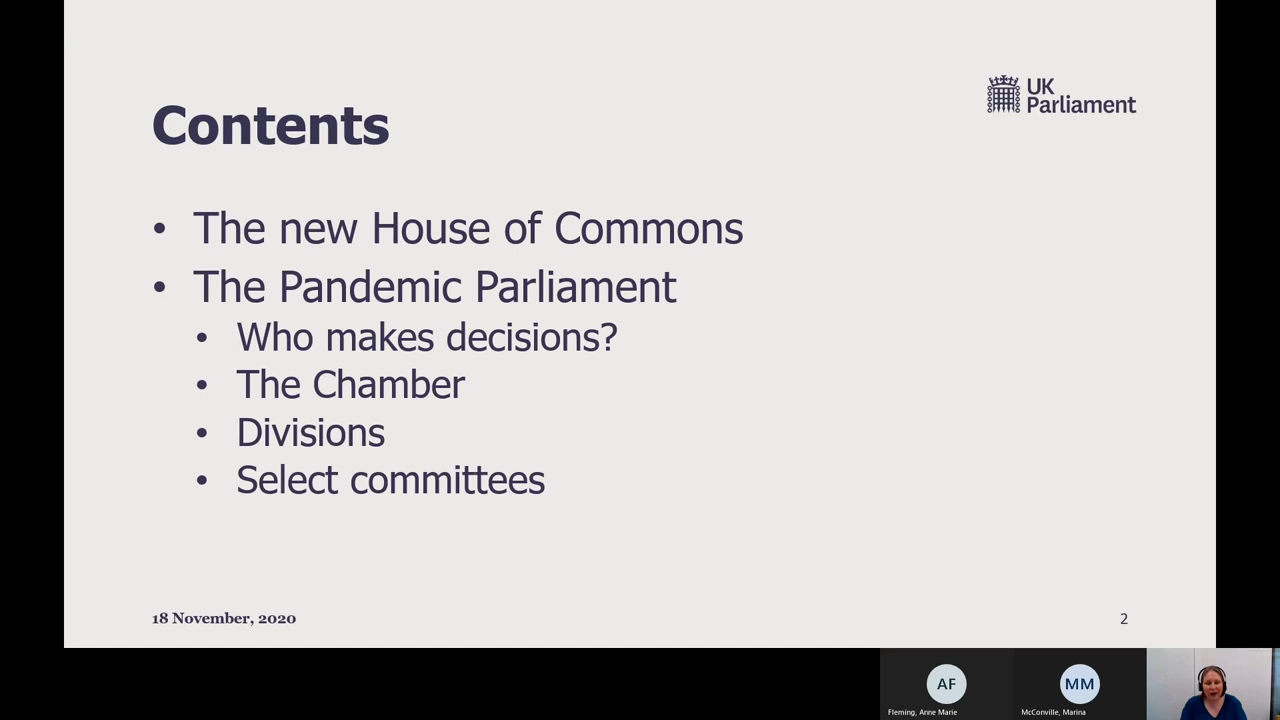 Contents
UK
Parliament
• The new House of Commons
• The Pandemic Parliament
• Who makes decisions?
• The Chamber
• Divisions
• Select committees
18 November, 2020
2
AF
MM
Fleming, Anne Marie
McConville, Marina